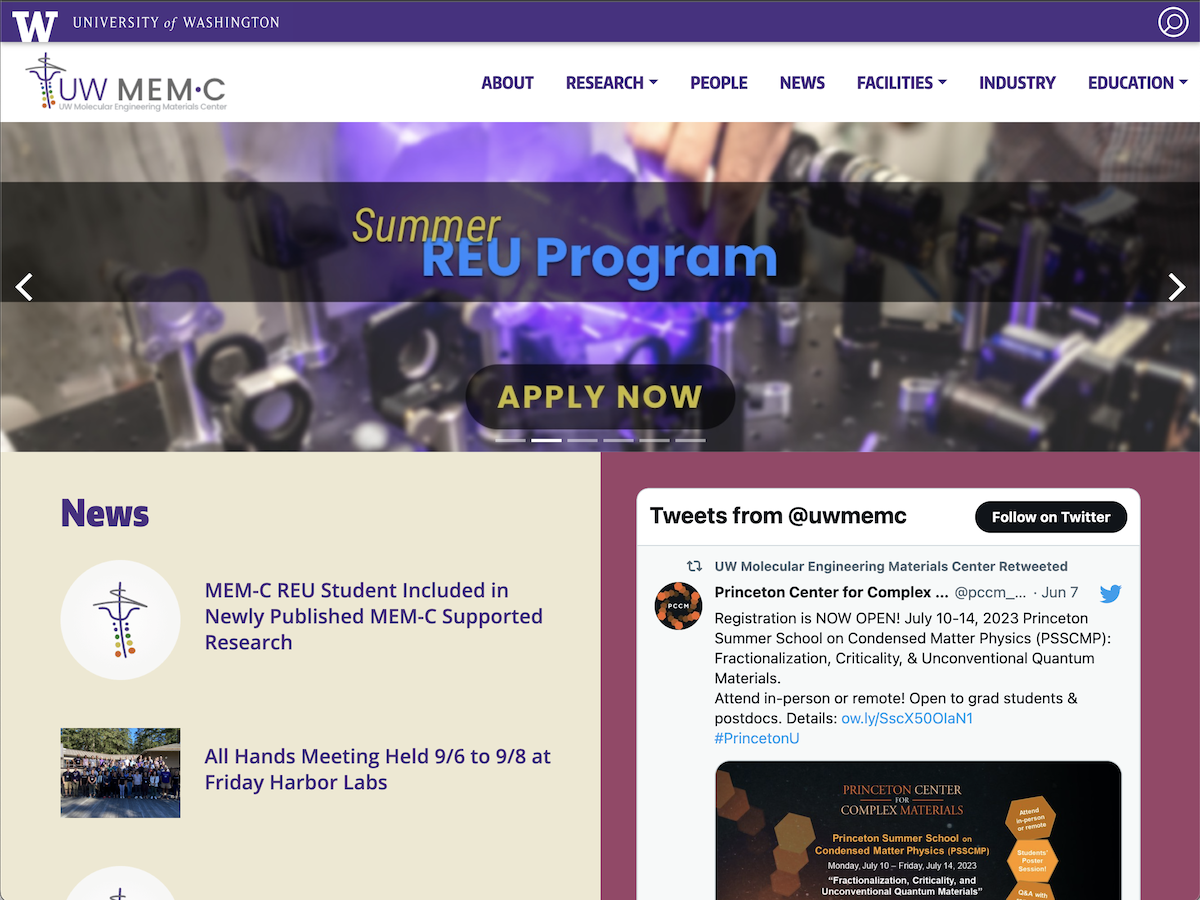 W UNIVERSITY of WASHINGTON
UW MEM·C
UW Molecular Engineering Materials Center
ABOUT RESEARCH PEOPLE NEWS FACILITIES INDUSTRY EDUCATION
Summer
REU Program
APPLY NOW
News
MEM-C REU Student Included in
Newly Published MEM-C Supported
Research
All Hands Meeting Held 9/6 to 9/8 at
Friday Harbor Labs
Tweets from @uwmemc
Follow on Twitter
UW Molecular Engineering Materials Center Retweeted
PCCM
Princeton Center for Complex ... @pccm_... · Jun 7
Registration is NOW OPEN! July 10-14, 2023 Princeton
Summer School on Condensed Matter Physics (PSSCMP):
Fractionalization, Criticality, & Unconventional Quantum
Materials.
Attend in-person or remote! Open to grad students &
postdocs. Details: ow.ly/SscX50OIaN1
#PrincetonU
PRINCETON CENTER
FOR
COMPLEX MATERIALS
Princeton Summer School on
Condensed Matter Physics (PSSCMP)
Monday, July 10 – Friday, July 14, 2023
“Fractionalization, Criticality, and
Unconventional Quantum Materials”
Attend
in-person
or remote
Students'
Poster
Session!
Q&A with